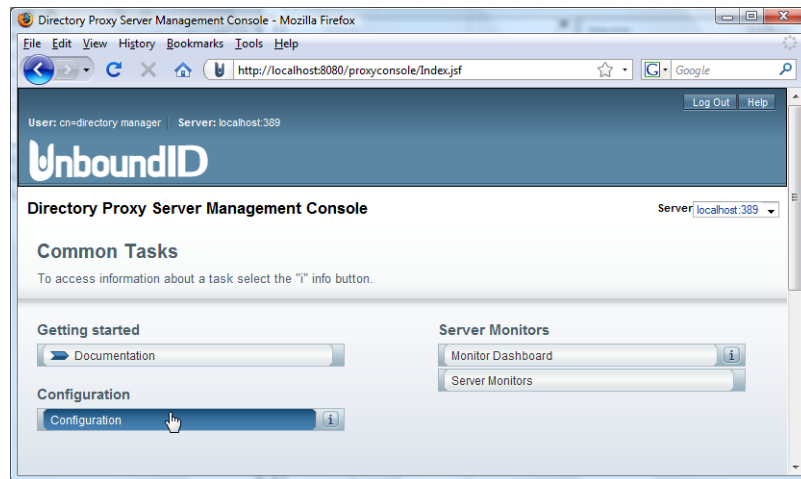 Directory Proxy Server Management Console - Mozilla Firefox
File Edit View History Bookmarks Tools Help
http://localhost:8080/proxyconsole/Index.jsf
G Google
Log Out Help
User: cn=directory manager Server: localhost:389
UnboundID
Directory Proxy Server Management Console
Server localhost:389
Common Tasks
To access information about a task select the "i" info button.
Getting started
Server Monitors
Documentation
Monitor Dashboard i
Server Monitors
Configuration
Configuration i